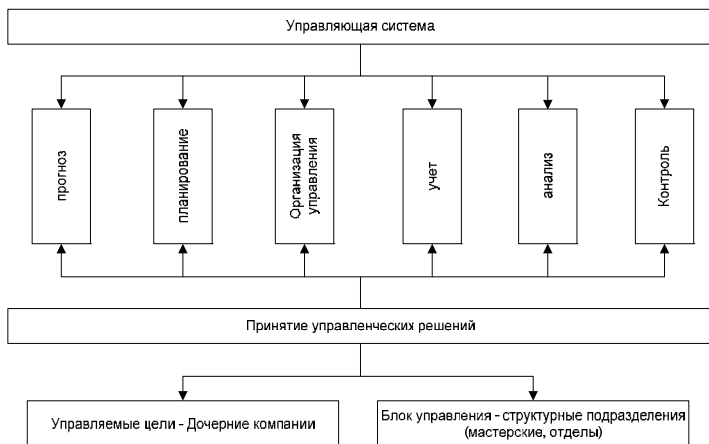 Управляющая система
прогноз
планирование
Организация
управления
учет
анализ
Контроль
Принятие управленческих решений
Управляемые цели - Дочерние компании
Блок управления - структурные подразделения
(мастерские, отделы)